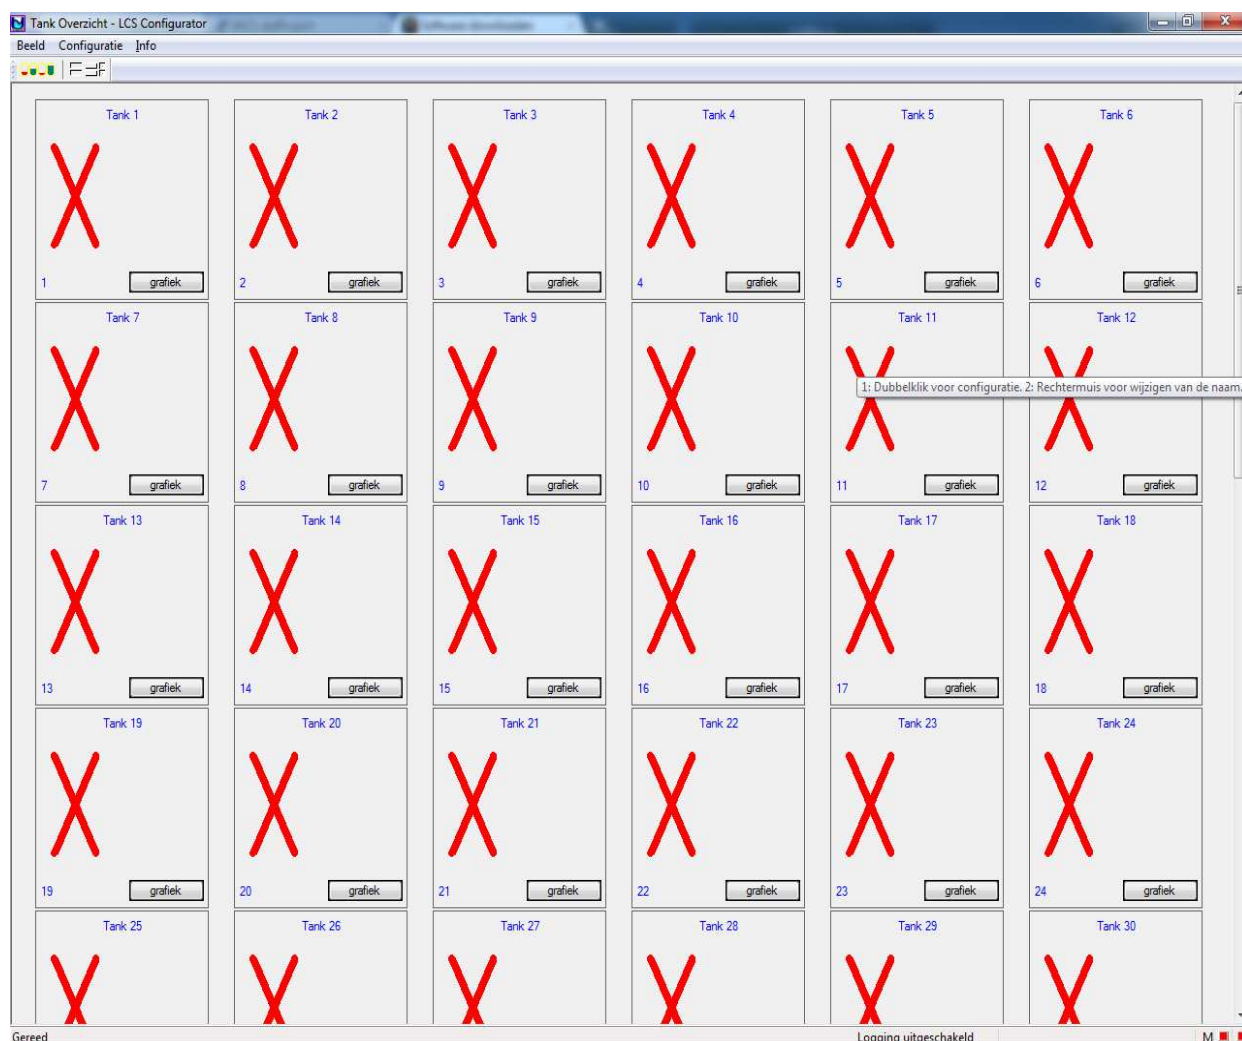 Tank Overzicht - LCS Configurator
Beeld Configuratie Info
Tank 1 Tank 2 Tank 3 Tank 4 Tank 5 Tank 6
1 grafiek 2 grafiek 3 grafiek 4 grafiek 5 grafiek 6 grafiek
Tank 7 Tank 8 Tank 9 Tank 10 Tank 11 Tank 12
1: Dubbelklik voor configuratie. 2: Rechtermuis voor wijzigen van de naam.
7 grafiek 8 grafiek 9 grafiek 10 grafiek 11 grafiek 12 grafiek
Tank 13 Tank 14 Tank 15 Tank 16 Tank 17 Tank 18
13 grafiek 14 grafiek 15 grafiek 16 grafiek 17 grafiek 18 grafiek
Tank 19 Tank 20 Tank 21 Tank 22 Tank 23 Tank 24
19 grafiek 20 grafiek 21 grafiek 22 grafiek 23 grafiek 24 grafiek
Tank 25 Tank 26 Tank 27 Tank 28 Tank 29 Tank 30
Gereed Logging uitgeschakeld M